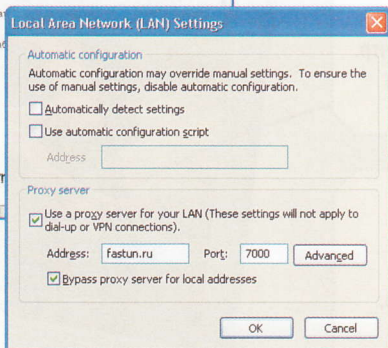 Local Area Network (LAN) Settings
Automatic configuration
Automatic configuration may override manual settings. To ensure the
use of manual settings, disable automatic configuration.
Automatically detect settings
Use automatic configuration script
Address
Proxy server
Use a proxy server for your LAN (These settings will not apply to
dial-up or VPN connections).
Address: fastun.ru Port: 7000 Advanced
Bypass proxy server for local addresses
OK Cancel